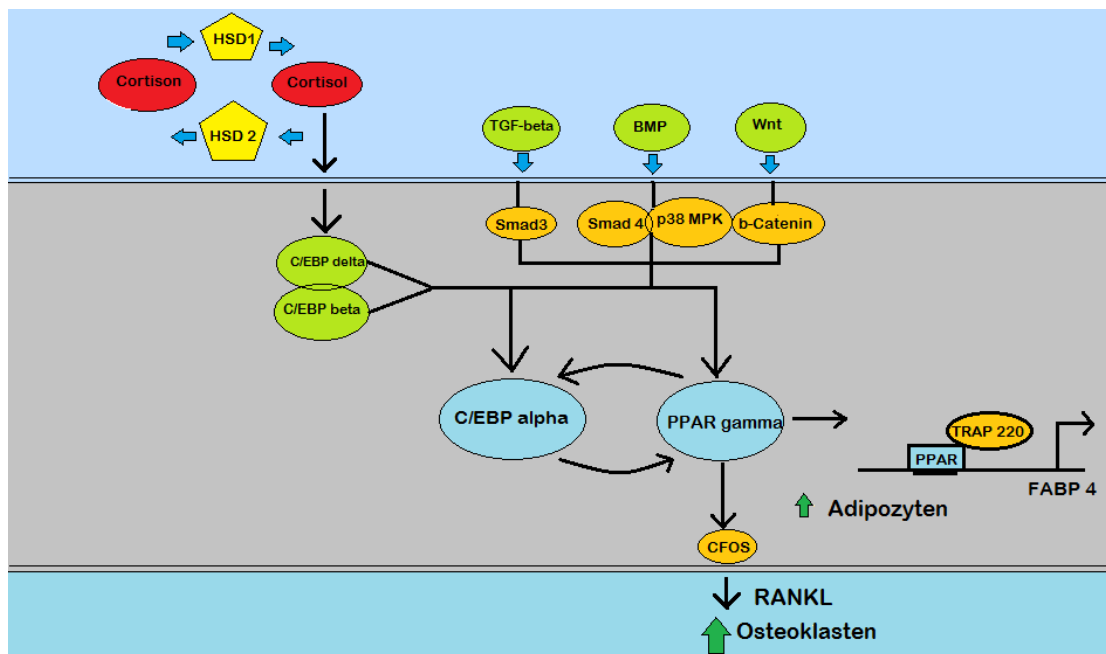 HSD1
Cortison
Cortisol
HSD 2
TGF-beta
BMP
Wnt
Smad3
Smad 4
p38 MPK
b-Catenin
C/EBP delta
C/EBP beta
C/EBP alpha
PPAR gamma
TRAP 220
PPAR
FABP 4
Adipozyten
CFOS
RANKL
Osteoklasten